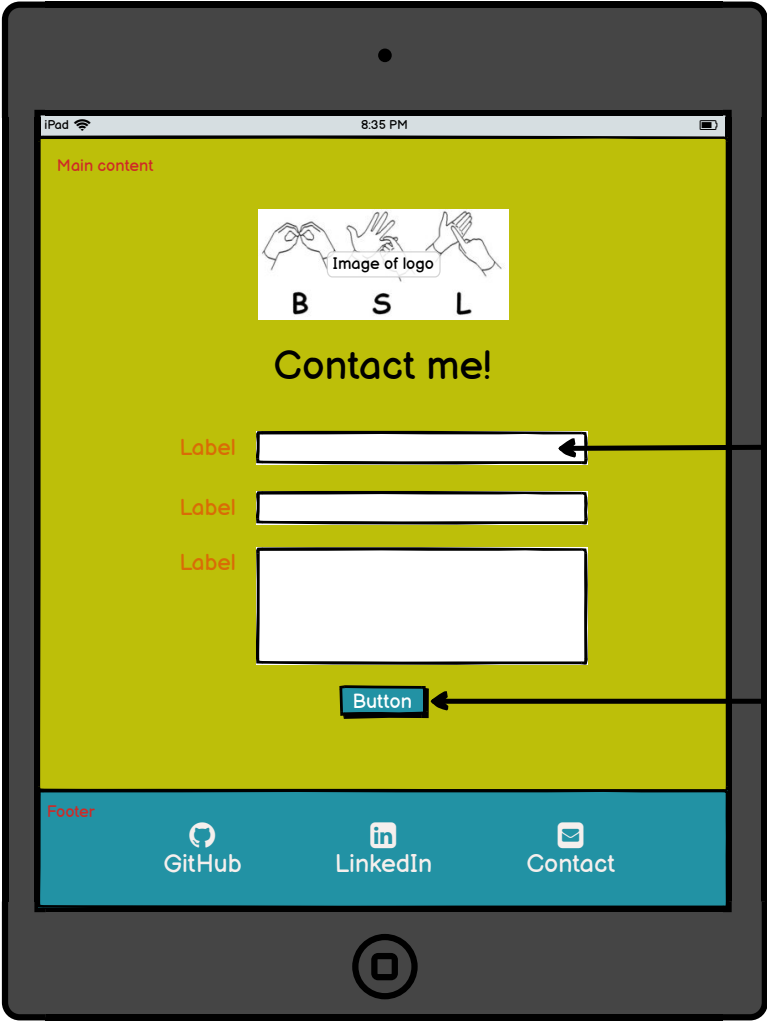 iPad 8:35 PM
Main content
Image of logo
B S L
Contact me!
Label
Label
Label
Button
Footer
GitHub LinkedIn Contact